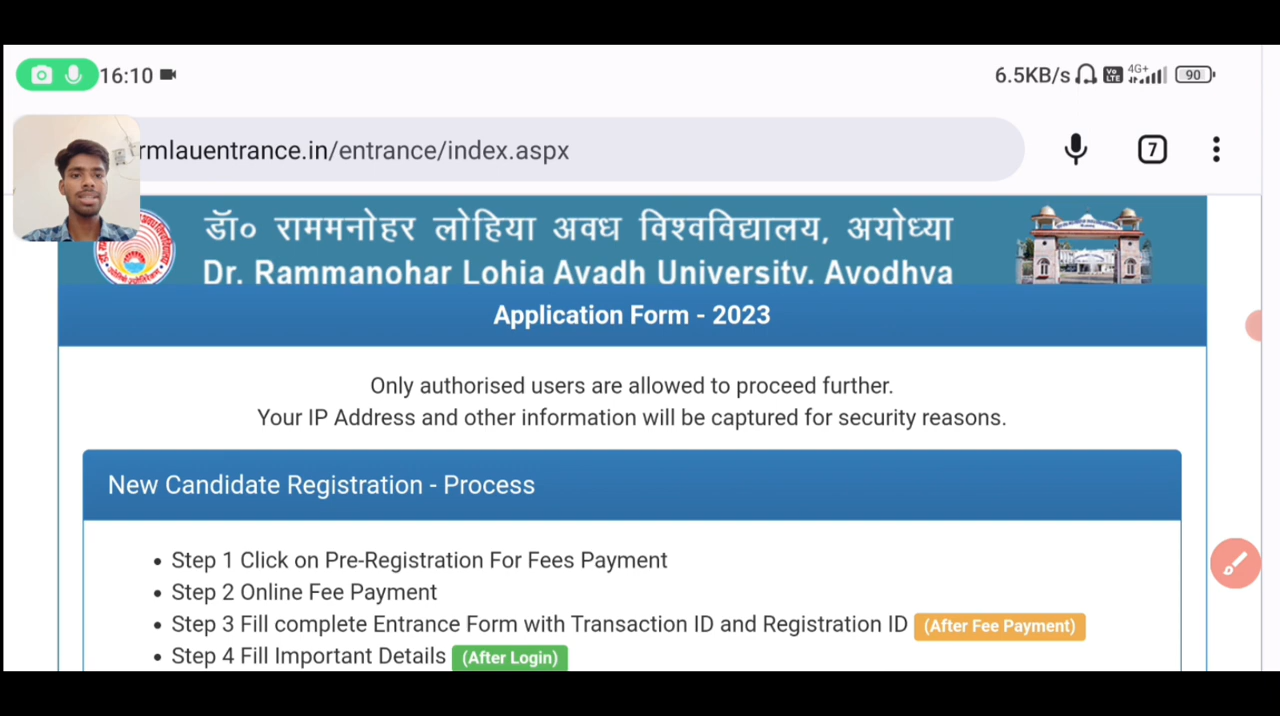 16:10
6.5KB/s Vo LTE 4G+ 90
rmlauentrance.in/entrance/index.aspx
7
डॉ० राममनोहर लोहिया अवध विश्वविद्यालय, अयोध्या
Dr. Rammanohar Lohia Avadh University, Ayodhya
Application Form - 2023
Only authorised users are allowed to proceed further.
Your IP Address and other information will be captured for security reasons.
New Candidate Registration - Process
• Step 1 Click on Pre-Registration For Fees Payment
• Step 2 Online Fee Payment
• Step 3 Fill complete Entrance Form with Transaction ID and Registration ID (After Fee Payment)
• Step 4 Fill Important Details (After Login)